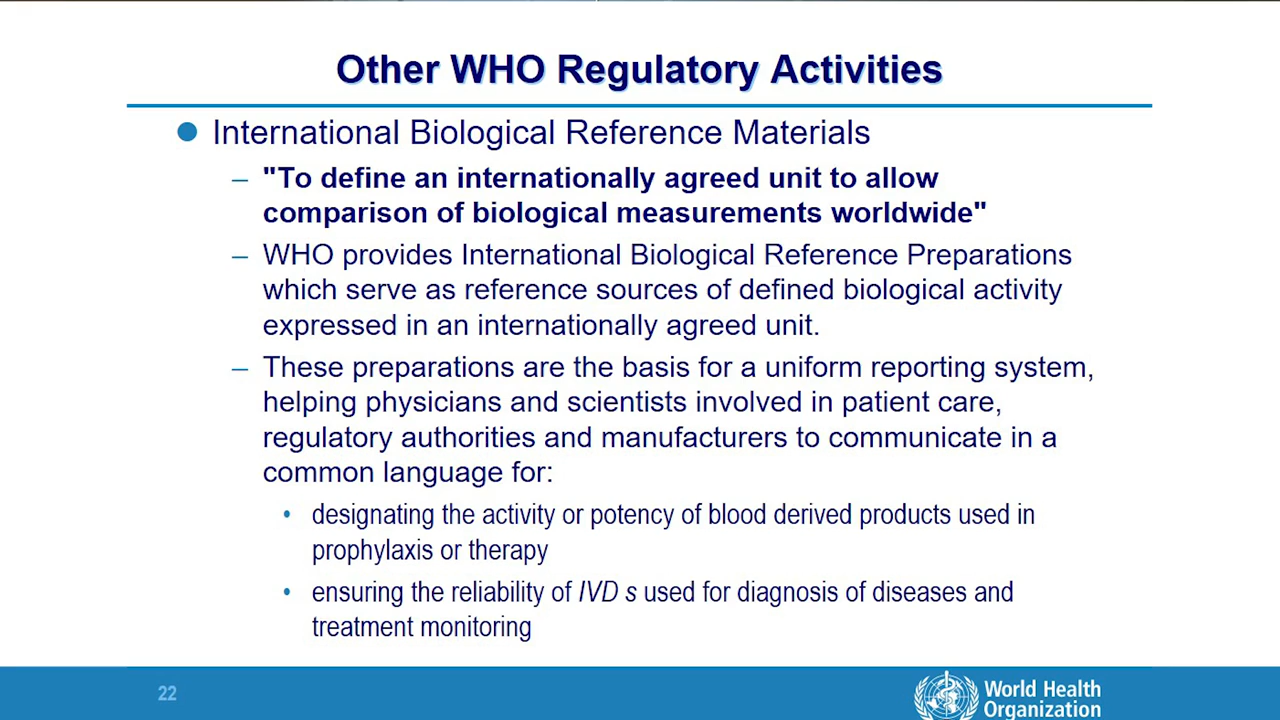 Other WHO Regulatory Activities
International Biological Reference Materials
– "To define an internationally agreed unit to allow
comparison of biological measurements worldwide"
– WHO provides International Biological Reference Preparations
which serve as reference sources of defined biological activity
expressed in an internationally agreed unit.
– These preparations are the basis for a uniform reporting system,
helping physicians and scientists involved in patient care,
regulatory authorities and manufacturers to communicate in a
common language for:
• designating the activity or potency of blood derived products used in
prophylaxis or therapy
• ensuring the reliability of IVD s used for diagnosis of diseases and
treatment monitoring
22
World Health
Organization